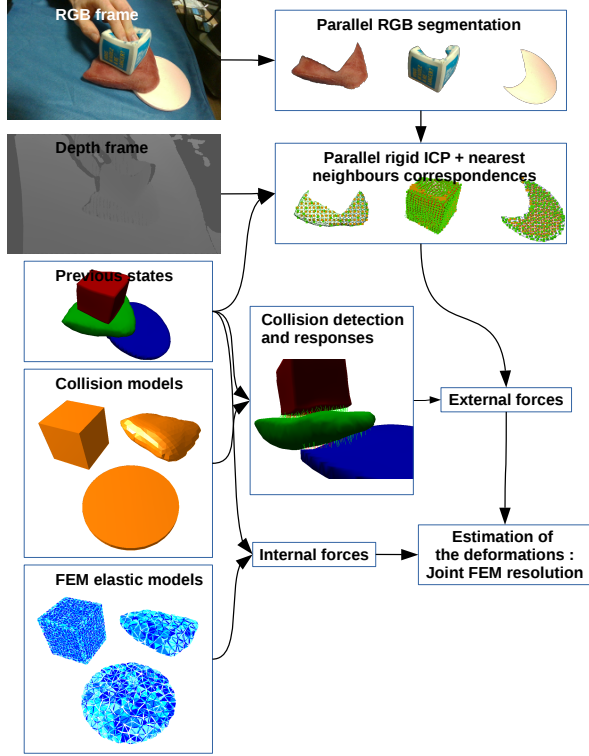 RGB frame
Parallel RGB segmentation
Depth frame
Parallel rigid ICP + nearest
neighbours correspondences
Previous states
Collision detection
and responses
Collision models
External forces
Internal forces
Estimation of
the deformations :
Joint FEM resolution
FEM elastic models